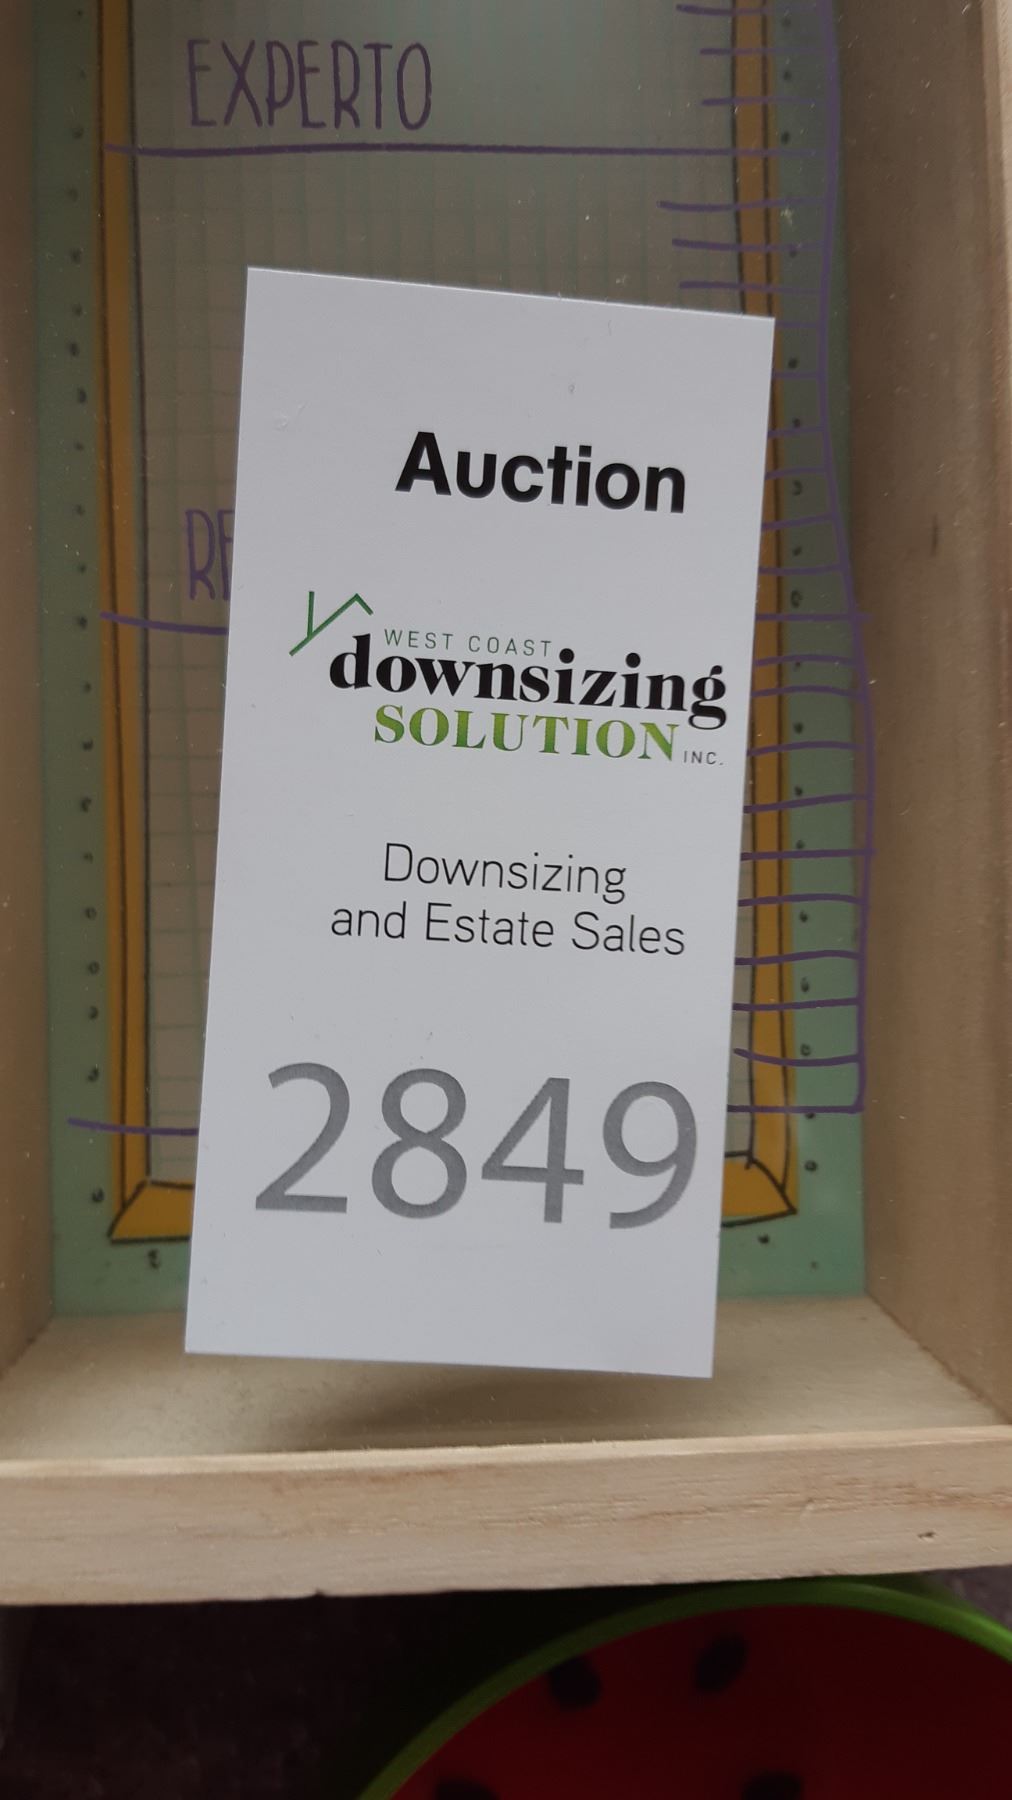 EXPERTO
Auction
WEST COAST
downsizing
SOLUTION INC.
Downsizing
and Estate Sales
2849